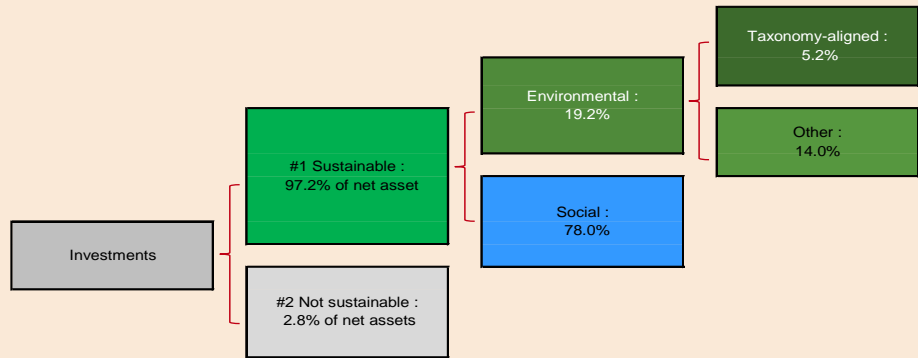 Taxonomy-aligned :
5.2%
Environmental :
19.2%
Other :
14.0%
#1 Sustainable :
97.2% of net asset
Social :
78.0%
Investments
#2 Not sustainable :
2.8% of net assets